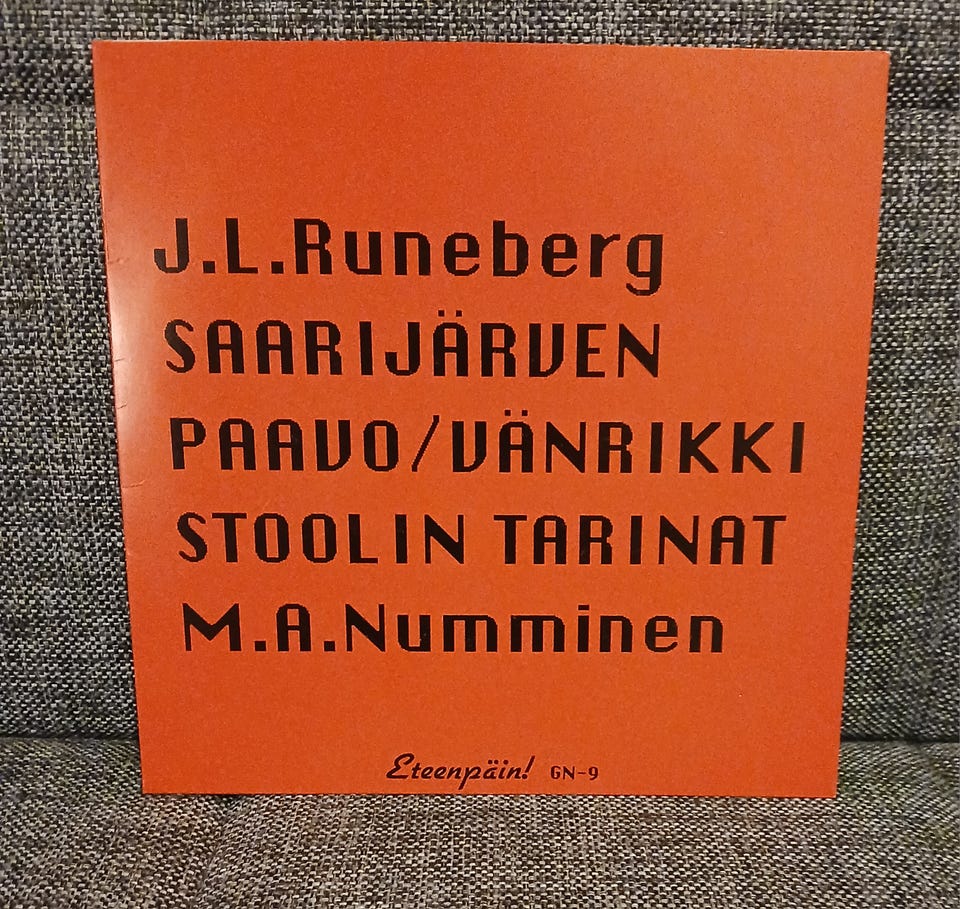 J.L.Runeberg
SAARIJÄRVEN
PAAVO/VÄNRIKKI
STOOLIN TARINAT
M.A.Numminen
Eteenpäin! GN-9